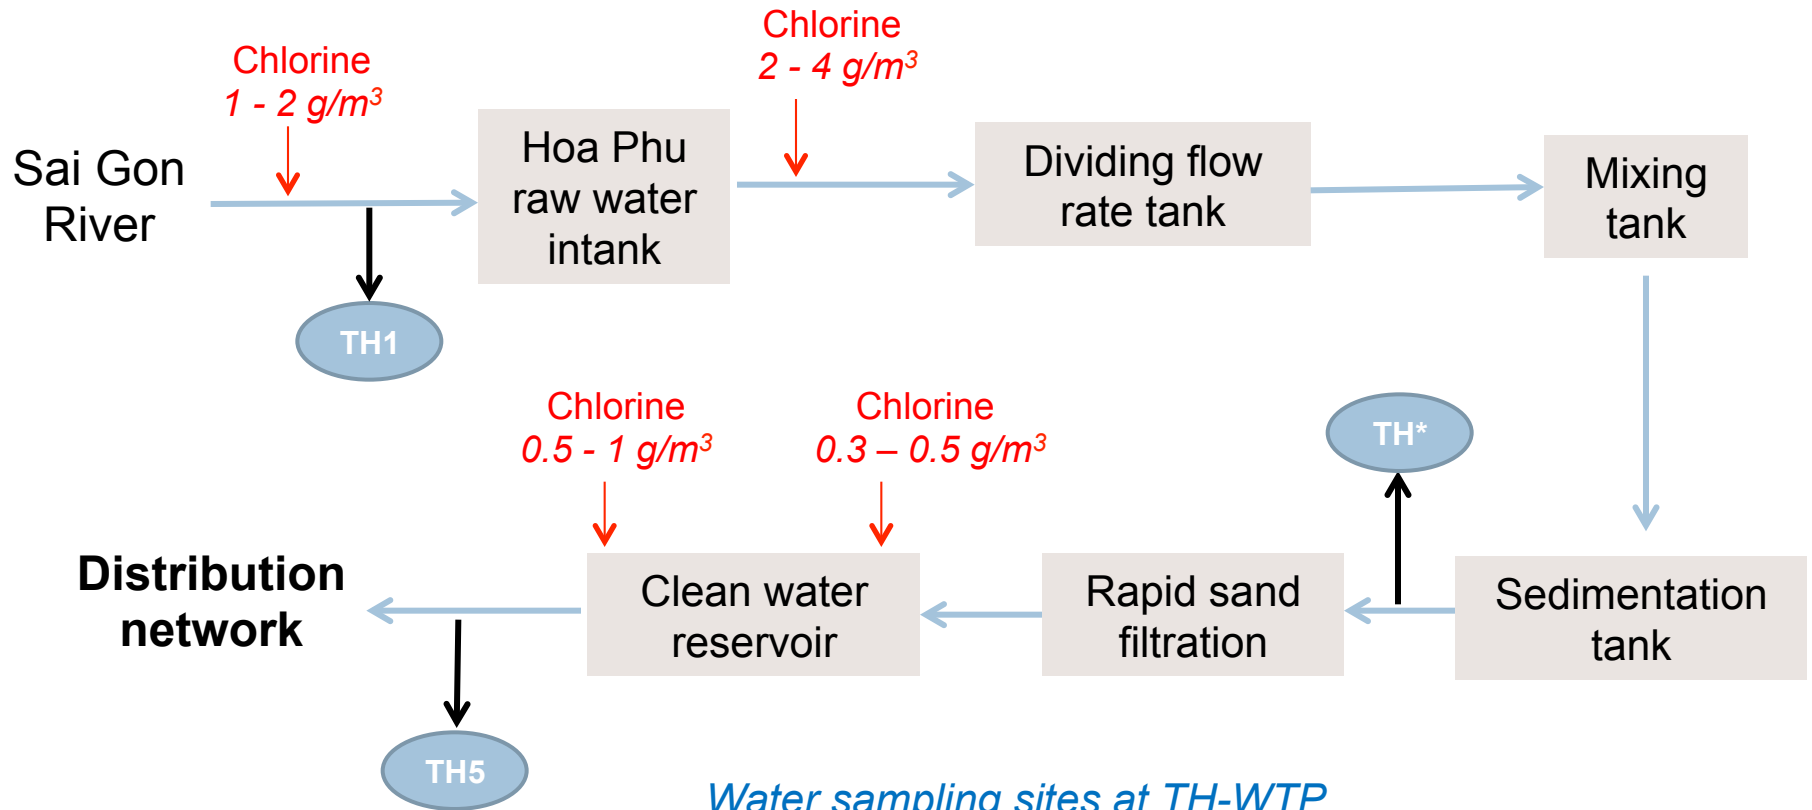 Chlorine
1 - 2 g/m³
Chlorine
2 - 4 g/m³
Sai Gon
River
Hoa Phu
raw water
intank
Dividing flow
rate tank
Mixing
tank
TH1
Chlorine
0.5 - 1 g/m³
Chlorine
0.3 – 0.5 g/m³
TH*
Distribution
network
Clean water
reservoir
Rapid sand
filtration
Sedimentation
tank
TH5
Water sampling sites at TH-WTP